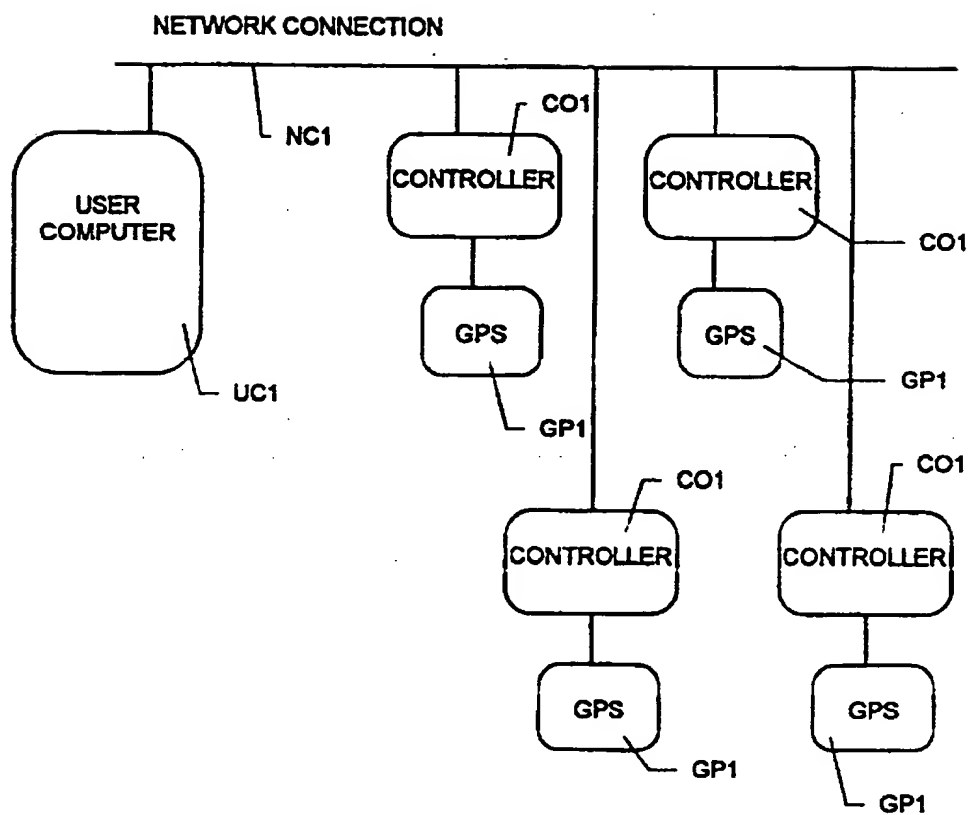 NETWORK CONNECTION
CO1
NC1
USER
COMPUTER
CONTROLLER
CONTROLLER
CO1
GPS
GPS
UC1
GP1
GP1
CO1
CO1
CONTROLLER
CONTROLLER
GPS
GPS
GP1
GP1